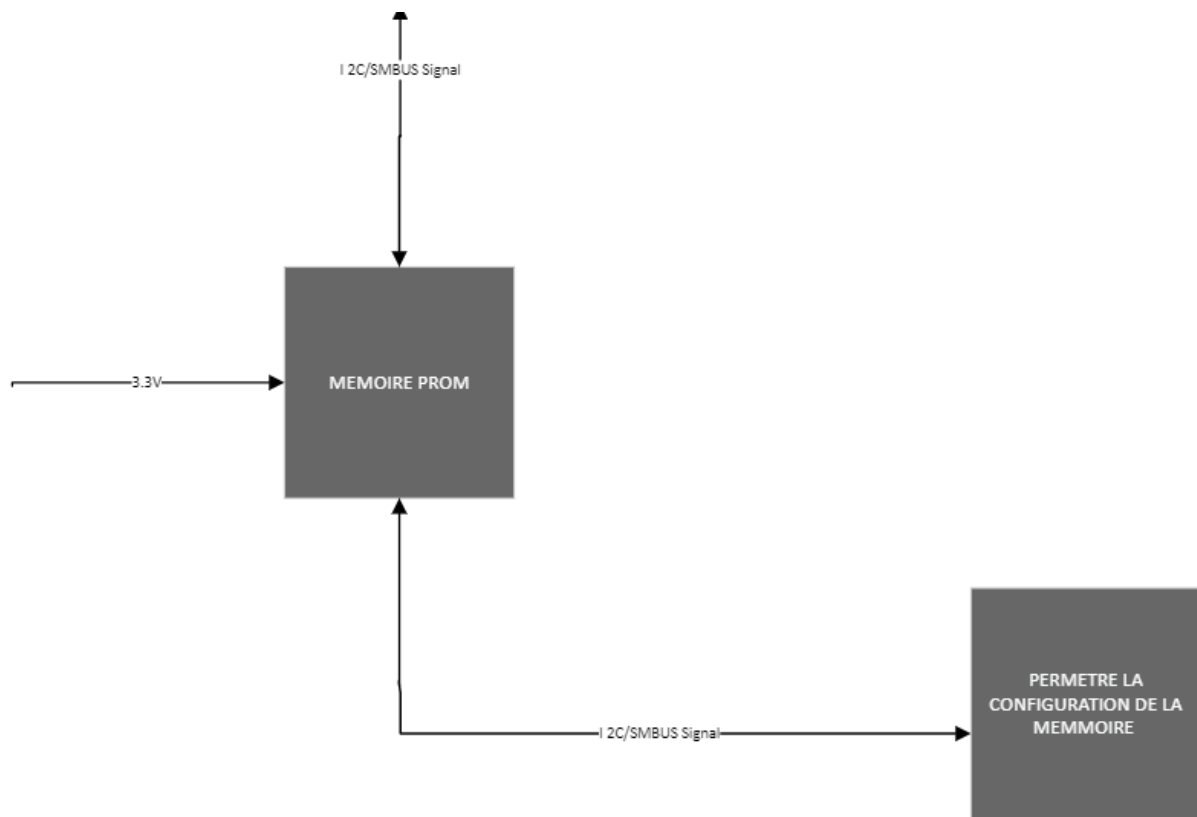 I 2C/SMBUS Signal
3.3V
MEMOIRE PROM
PERMETRE LA
CONFIGURATION DE LA
MEMMOIRE
I 2C/SMBUS Signal